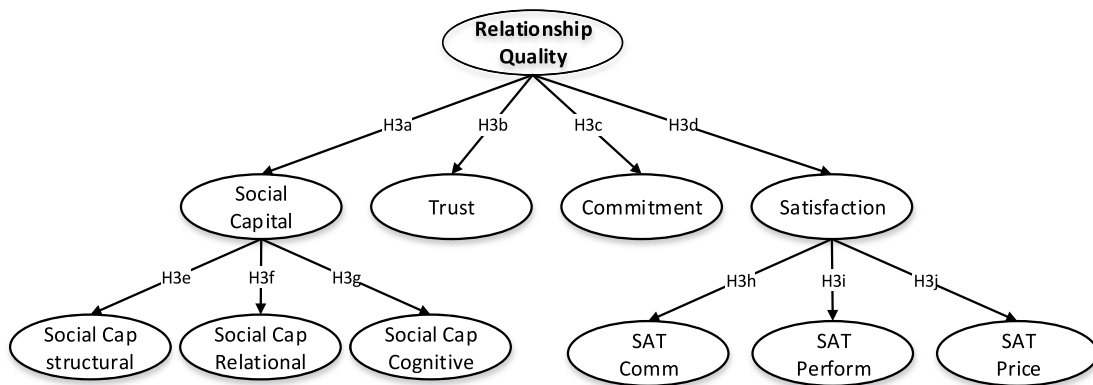 Relationship
Quality
H3a
H3b
H3c
H3d
Social
Capital
Trust
Commitment
Satisfaction
H3e
H3f
H3g
H3h
H3i
H3j
Social Cap
structural
Social Cap
Relational
Social Cap
Cognitive
SAT
Comm
SAT
Perform
SAT
Price